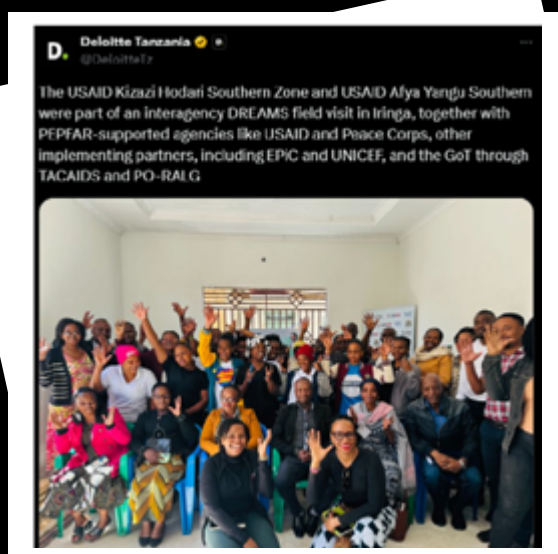 D. Deloitte Tanzania
@DeloitteTz
The USAID Kizazi Hodari Southern Zone and USAID Afya Yangu Southern
were part of an interagency DREAMS field visit in Iringa, together with
PEPFAR-supported agencies like USAID and Peace Corps, other
implementing partners, including EPiC and UNICEF, and the GoT through
TACAIDS and PO-RALG